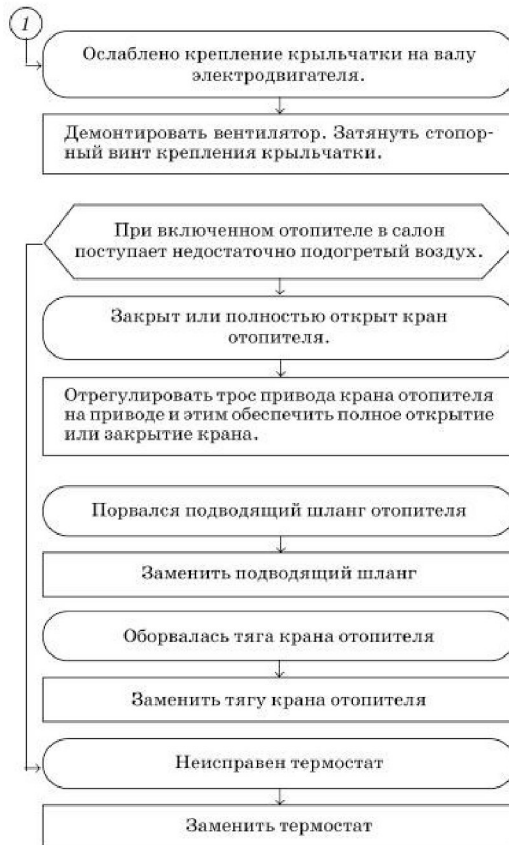 1
Ослаблено крепление крыльчатки на валу
электродвигателя.
Демонтировать вентилятор. Затянуть стопор-
ный винт крепления крыльчатки.
При включенном отопителе в салон
поступает недостаточно подогретый воздух.
Закрыт или полностью открыт кран
отопителя.
Отрегулировать трос привода крана отопителя
на приводе и этим обеспечить полное открытие
или закрытие крана.
Порвался подводящий шланг отопителя
Заменить подводящий шланг
Оборвалась тяга крана отопителя
Заменить тягу крана отопителя
Неисправен термостат
Заменить термостат